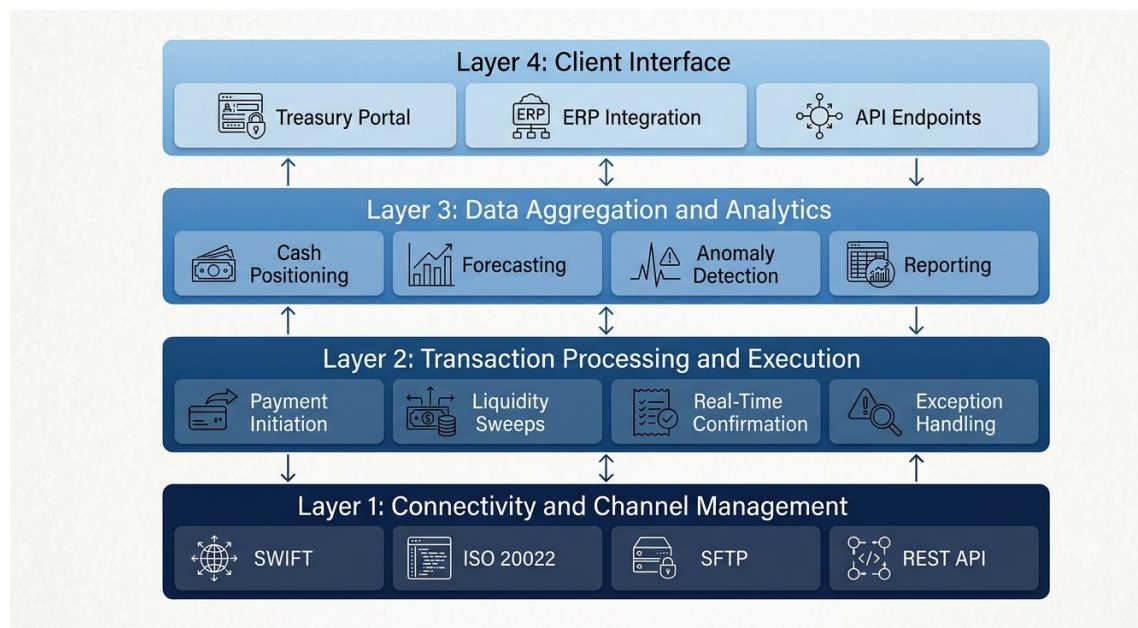 Layer 4: Client Interface
Treasury Portal
ERP
ERP Integration
API Endpoints
Layer 3: Data Aggregation and Analytics
Cash
Positioning
Forecasting
Anomaly
Detection
Reporting
Layer 2: Transaction Processing and Execution
Payment
Initiation
Liquidity
Sweeps
Real-Time
Confirmation
Exception
Handling
Layer 1: Connectivity and Channel Management
SWIFT
ISO 20022
SFTP
</>
REST API